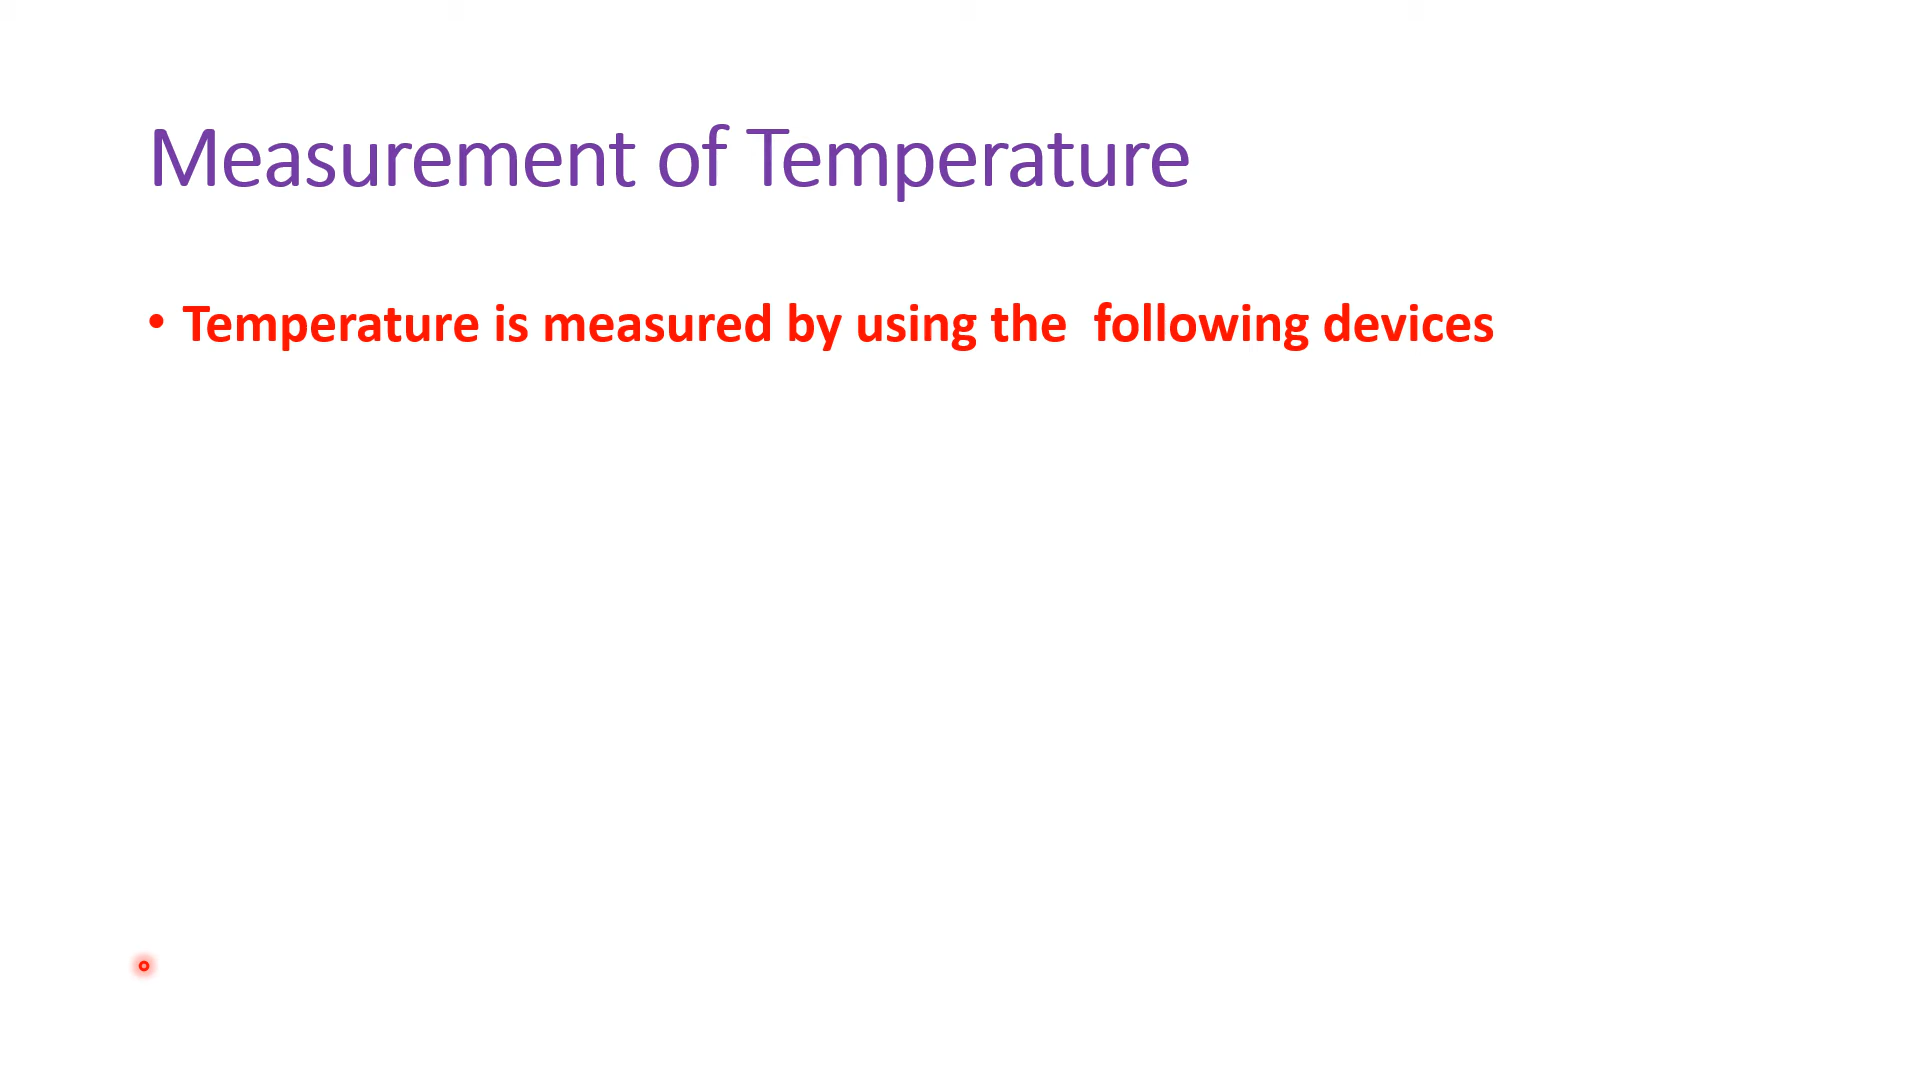 Measurement of Temperature
• Temperature is measured by using the  following devices